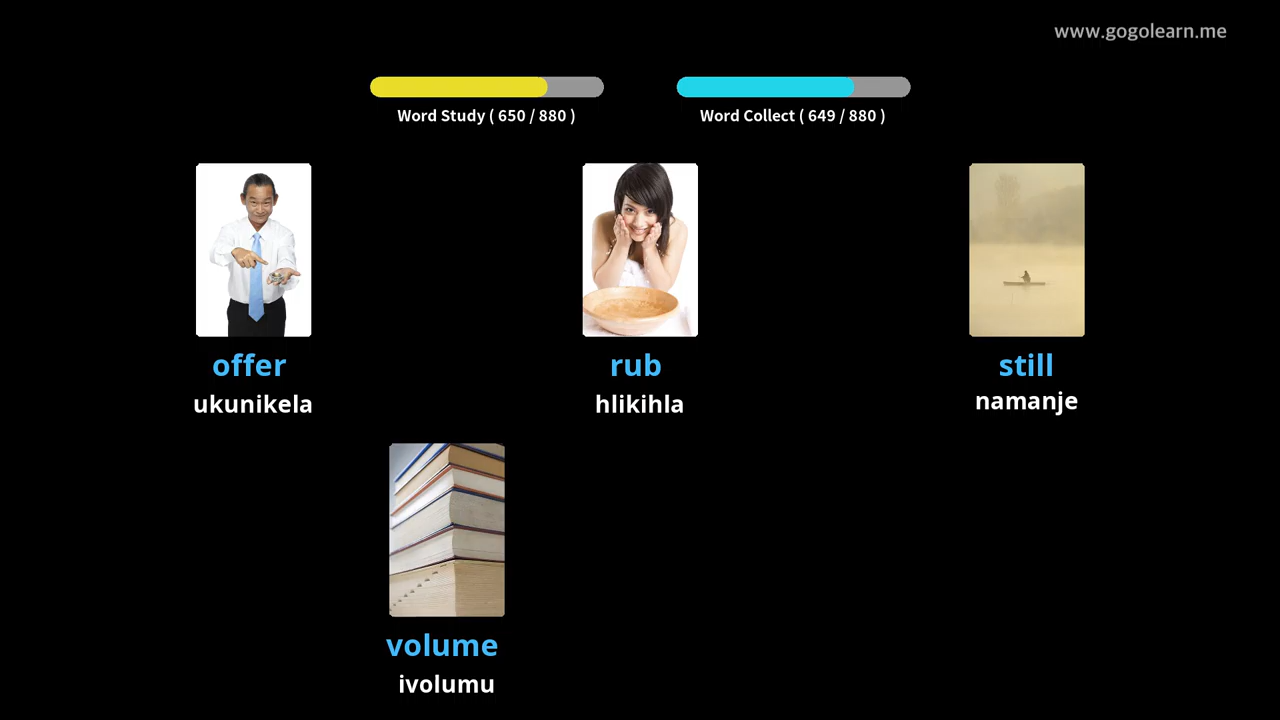 www.gogolearn.me
Word Study ( 650 / 880 )
Word Collect ( 649 / 880 )
offer
ukunikela
rub
hlikihla
still
namanje
volume
ivolumu